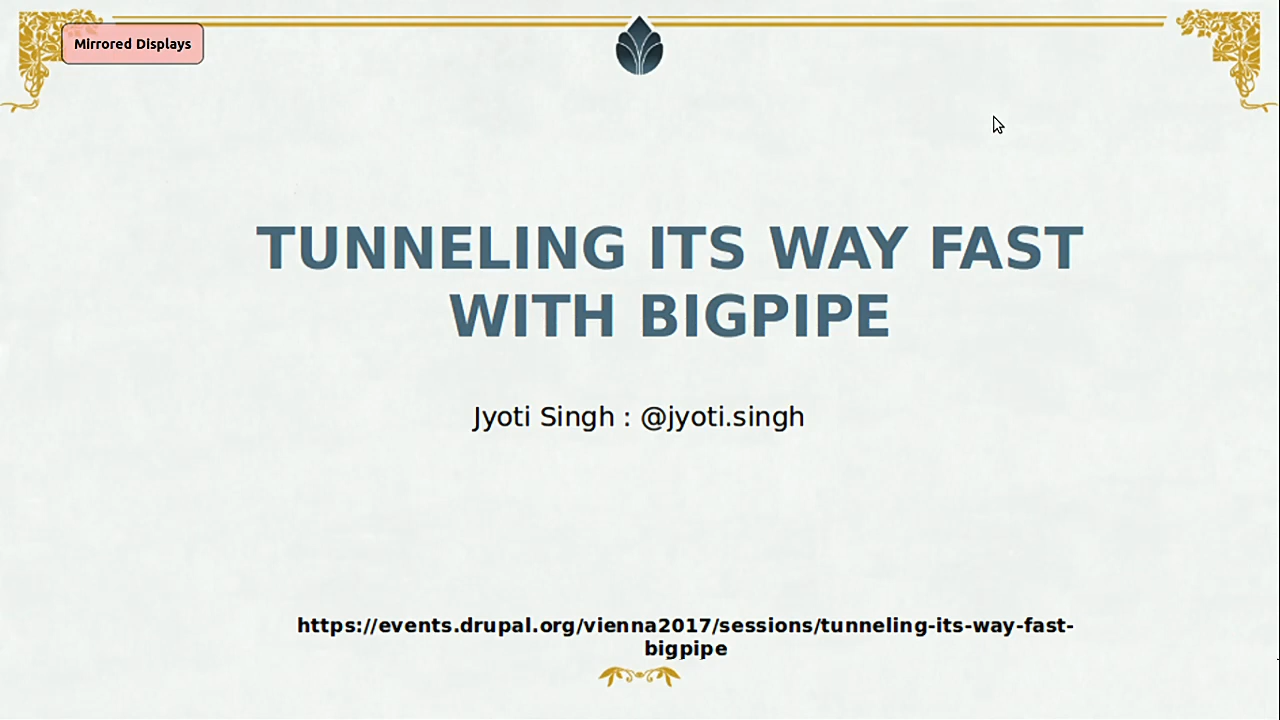 Mirrored Displays
TUNNELING ITS WAY FAST
WITH BIGPIPE
Jyoti Singh : @jyoti.singh
https://events.drupal.org/vienna2017/sessions/tunneling-its-way-fast-
bigpipe